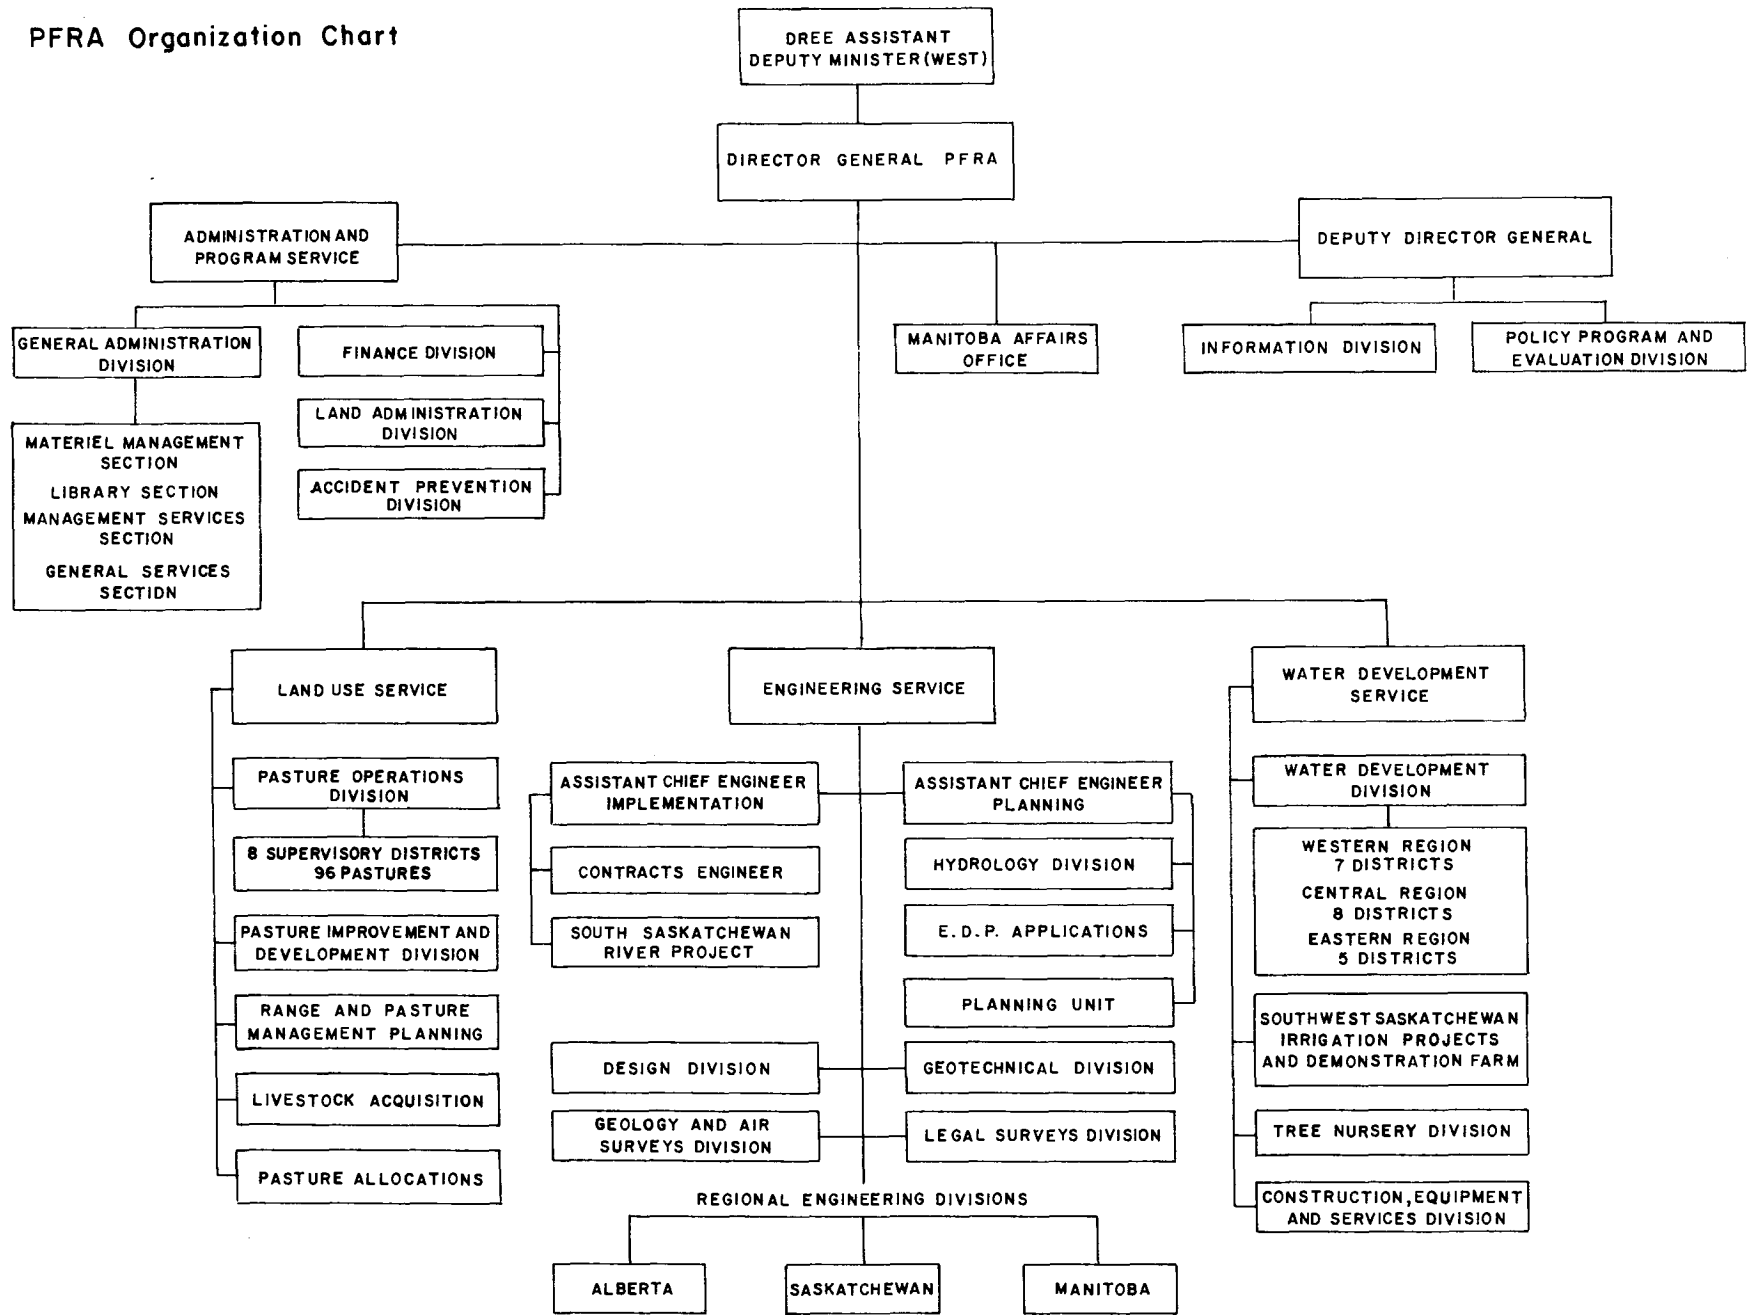 PFRA Organization Chart
DREE ASSISTANT
DEPUTY MINISTER (WEST)
DIRECTOR GENERAL PFRA
ADMINISTRATION AND
PROGRAM SERVICE
DEPUTY DIRECTOR GENERAL
GENERAL ADMINISTRATION
DIVISION
FINANCE DIVISION
MANITOBA AFFAIRS
OFFICE
INFORMATION DIVISION
POLICY PROGRAM AND
EVALUATION DIVISION
LAND ADMINISTRATION
DIVISION
MATERIEL MANAGEMENT
SECTION
LIBRARY SECTION
MANAGEMENT SERVICES
SECTION
GENERAL SERVICES
SECTION
ACCIDENT PREVENTION
DIVISION
LAND USE SERVICE
PASTURE OPERATIONS
DIVISION
8 SUPERVISORY DISTRICTS
96 PASTURES
PASTURE IMPROVEMENT AND
DEVELOPMENT DIVISION
RANGE AND PASTURE
MANAGEMENT PLANNING
LIVESTOCK ACQUISITION
PASTURE ALLOCATIONS
ENGINEERING SERVICE
ASSISTANT CHIEF ENGINEER
IMPLEMENTATION
CONTRACTS ENGINEER
SOUTH SASKATCHEWAN
RIVER PROJECT
ASSISTANT CHIEF ENGINEER
PLANNING
HYDROLOGY DIVISION
E.D.P. APPLICATIONS
PLANNING UNIT
DESIGN DIVISION
GEOTECHNICAL DIVISION
GEOLOGY AND AIR
SURVEYS DIVISION
LEGAL SURVEYS DIVISION
REGIONAL ENGINEERING DIVISIONS
ALBERTA
SASKATCHEWAN
MANITOBA
WATER DEVELOPMENT
SERVICE
WATER DEVELOPMENT
DIVISION
WESTERN REGION
7 DISTRICTS
CENTRAL REGION
8 DISTRICTS
EASTERN REGION
5 DISTRICTS
SOUTHWEST SASKATCHEWAN
IRRIGATION PROJECTS
AND DEMONSTRATION FARM
TREE NURSERY DIVISION
CONSTRUCTION, EQUIPMENT
AND SERVICES DIVISION